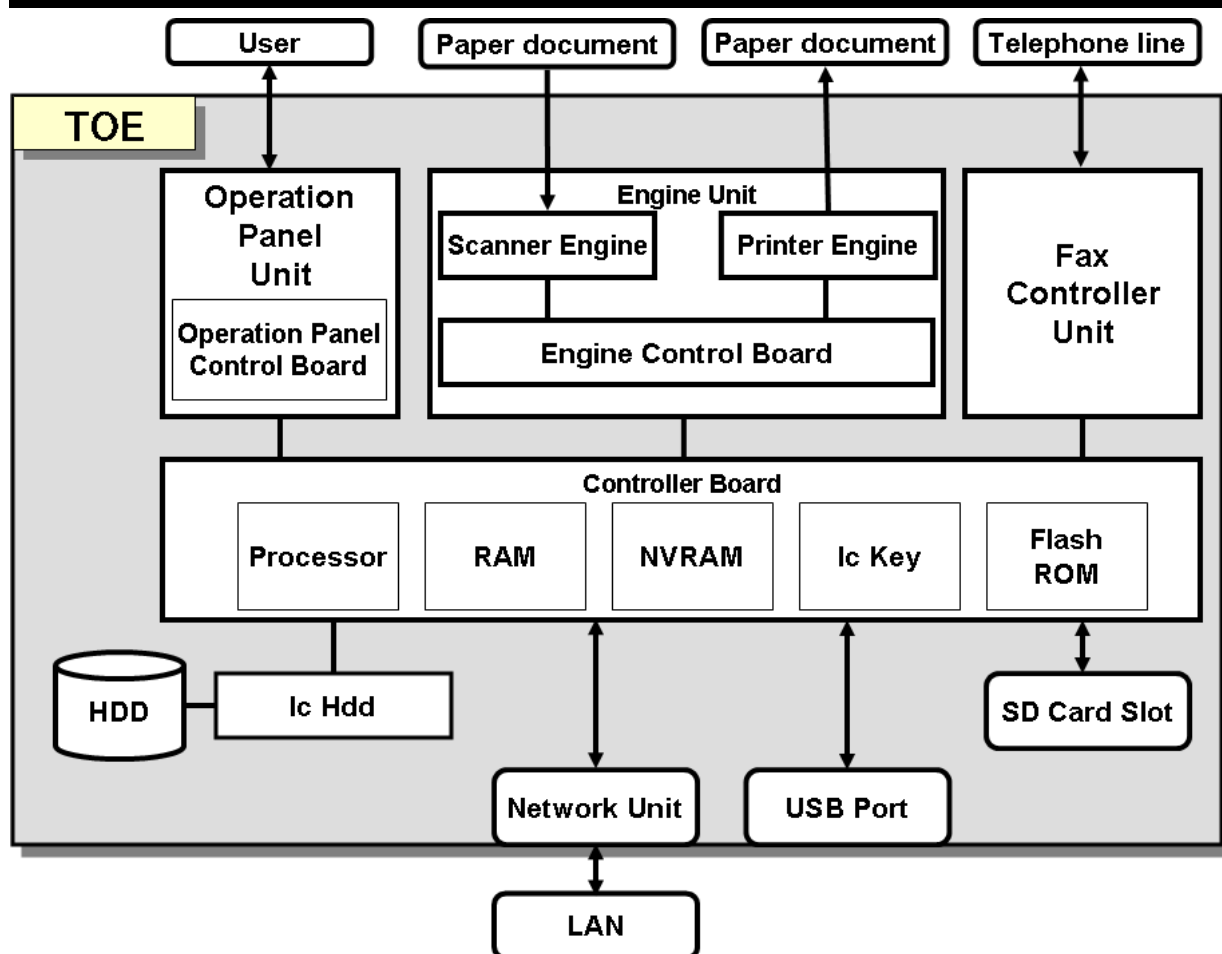 User
Paper document
Paper document
Telephone line
TOE
Operation
Panel
Unit
Operation Panel
Control Board
Engine Unit
Scanner Engine
Printer Engine
Engine Control Board
Fax
Controller
Unit
Controller Board
Processor
RAM
NVRAM
Ic Key
Flash
ROM
HDD
Ic Hdd
SD Card Slot
Network Unit
USB Port
LAN